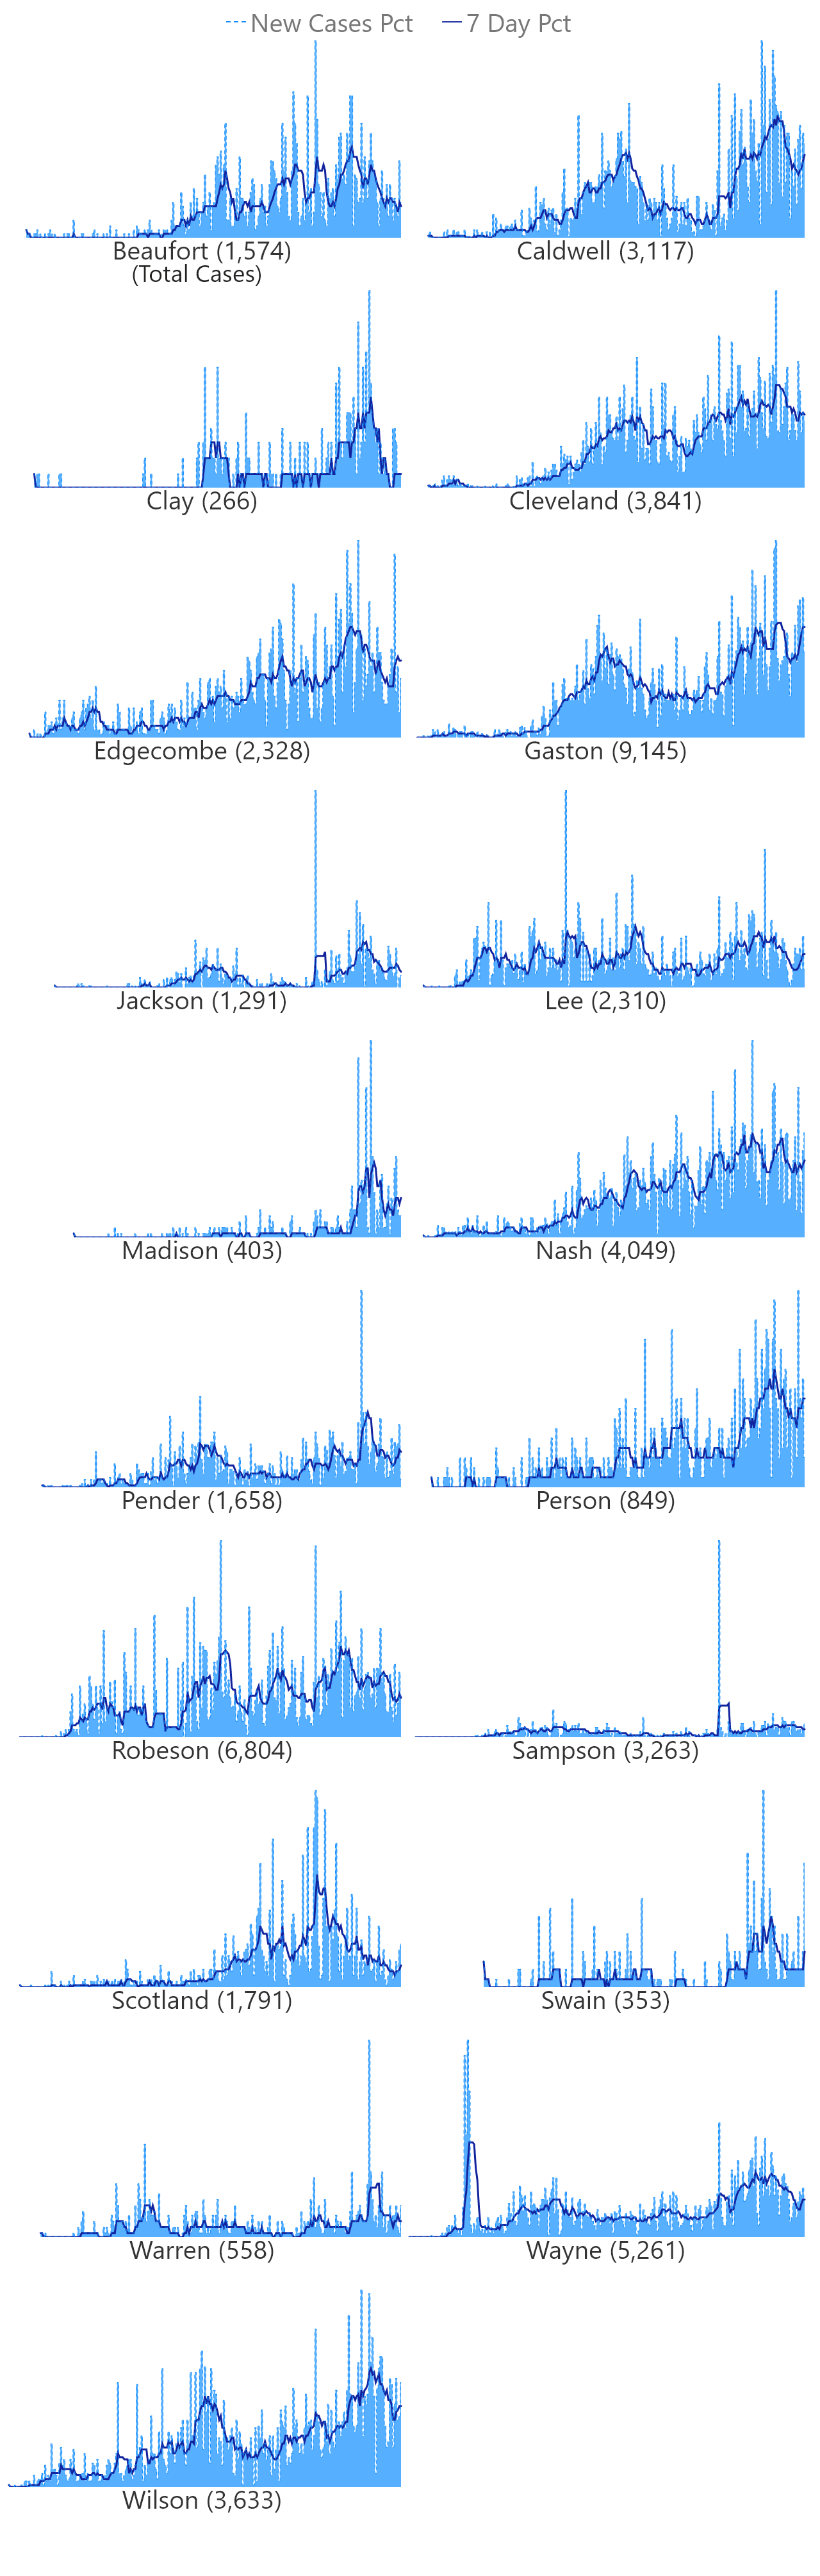 New Cases Pct 7 Day Pct
Beaufort (1,574) Caldwell (3,117)
(Total Cases)
Clay (266) Cleveland (3,841)
Edgecombe (2,328) Gaston (9,145)
Jackson (1,291) Lee (2,310)
Madison (403) Nash (4,049)
Pender (1,658) Person (849)
Robeson (6,804) Sampson (3,263)
Scotland (1,791) Swain (353)
Warren (558) Wayne (5,261)
Wilson (3,633)